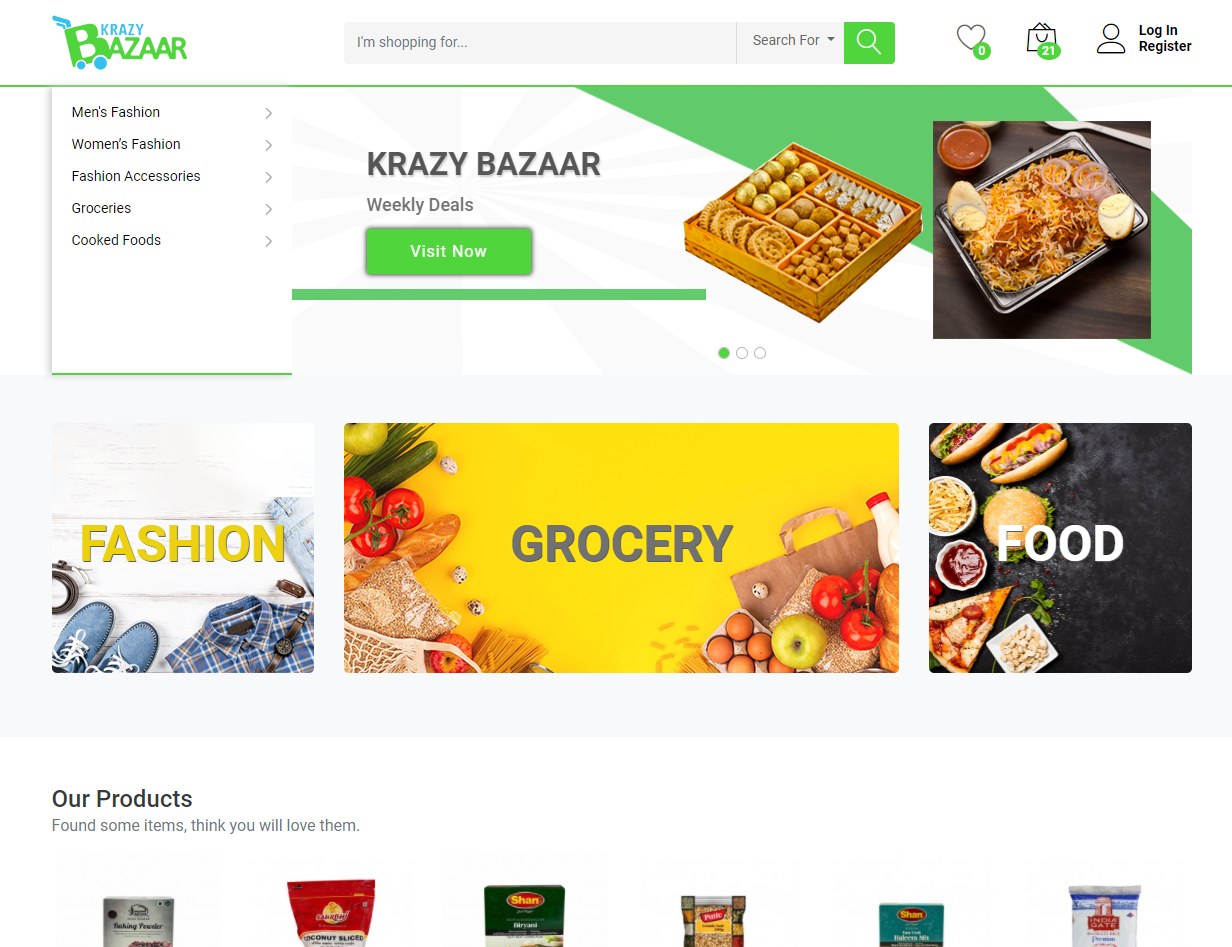 KRAZY
BAZAAR
I'm shopping for...
Search For
0
21
Log In
Register
Men's Fashion
Women's Fashion
Fashion Accessories
Groceries
Cooked Foods
KRAZY BAZAAR
Weekly Deals
Visit Now
FASHION
GROCERY
FOOD
Our Products
Found some items, think you will love them.
Baking Powder
SAURBHI
COCONUT SLICED
Shan
Biryani
Shan
Haleem Mix
INDIA
GATE
Premium